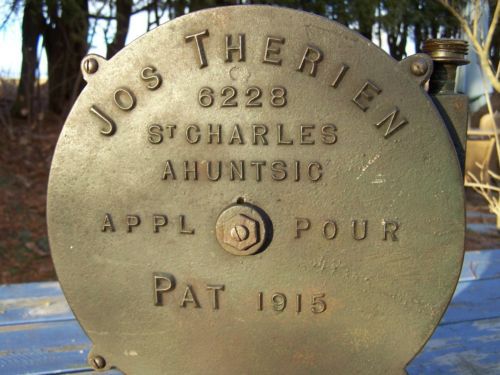 JOS THERIEN
6228
ST CHARLES
AHUNTSIC
APPL POUR
PAT 1915